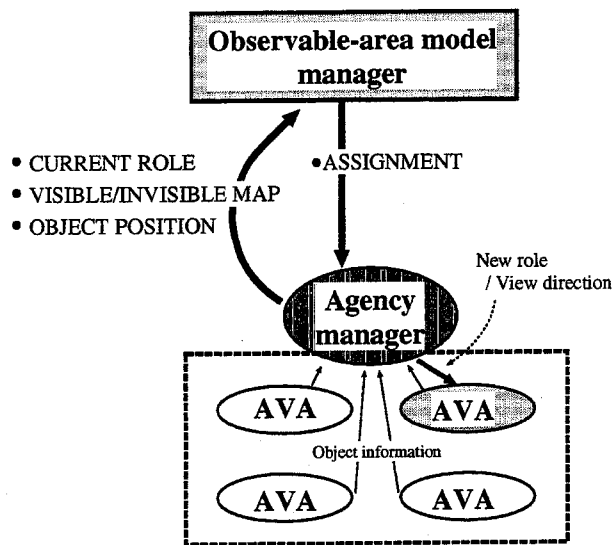 Observable-area model
manager
• CURRENT ROLE
• VISIBLE/INVISIBLE MAP
• OBJECT POSITION
•ASSIGNMENT
New role
/ View direction
Agency
manager
AVA
AVA
Object information
AVA
AVA